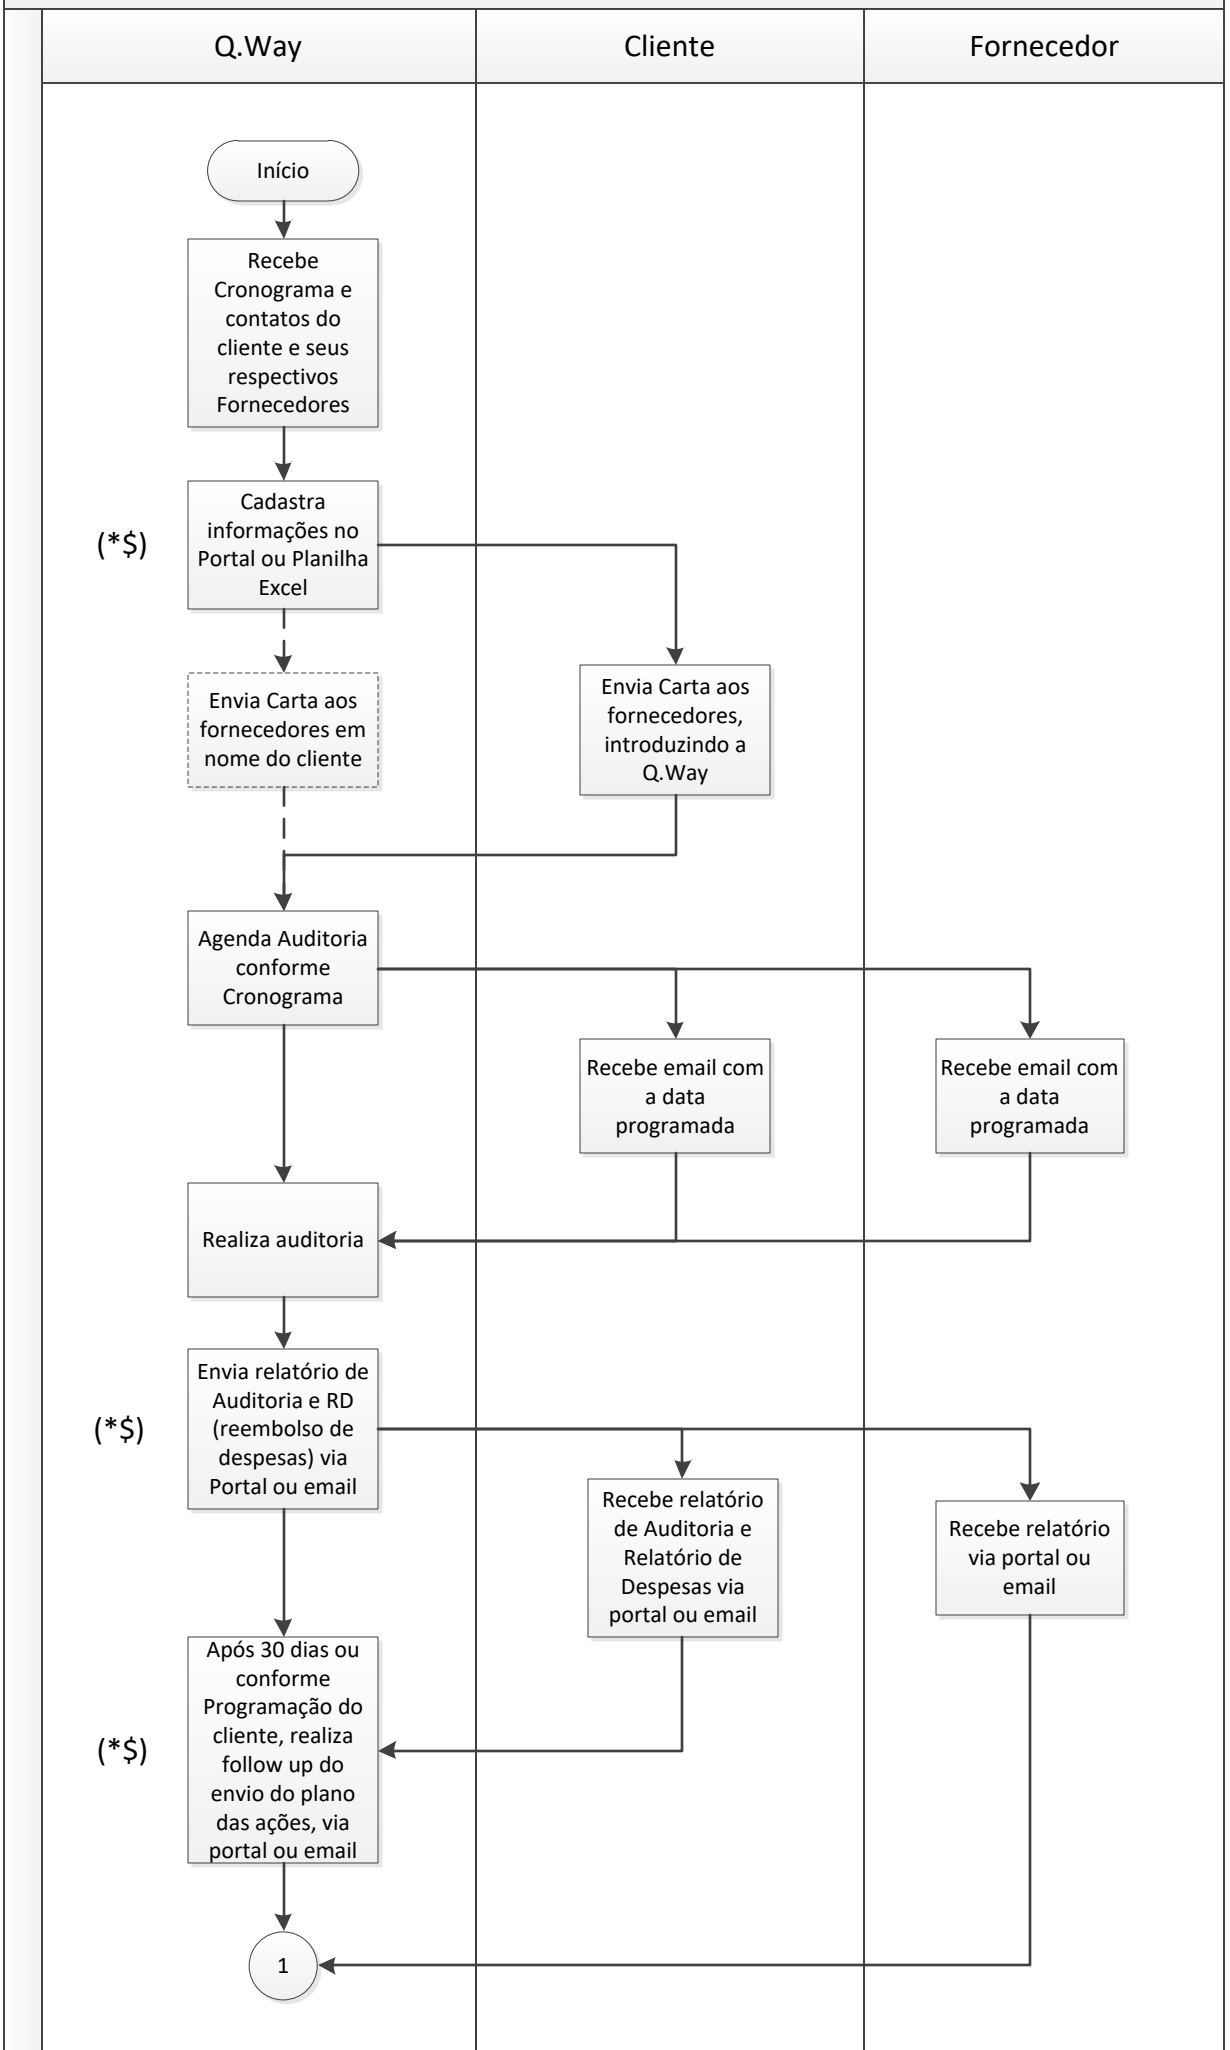 Q.Way
Cliente
Fornecedor
Início
Recebe
Cronograma e
contatos do
cliente e seus
respectivos
Fornecedores
(*$)
Cadastra
informações no
Portal ou Planilha
Excel
Envia Carta aos
fornecedores em
nome do cliente
Envia Carta aos
fornecedores,
introduzindo a
Q.Way
Agenda Auditoria
conforme
Cronograma
Recebe email com
a data
programada
Recebe email com
a data
programada
Realiza auditoria
(*$)
Envia relatório de
Auditoria e RD
(reembolso de
despesas) via
Portal ou email
Recebe relatório
de Auditoria e
Relatório de
Despesas via
portal ou email
Recebe relatório
via portal ou
email
(*$)
Após 30 dias ou
conforme
Programação do
cliente, realiza
follow up do
envio do plano
das ações, via
portal ou email
1